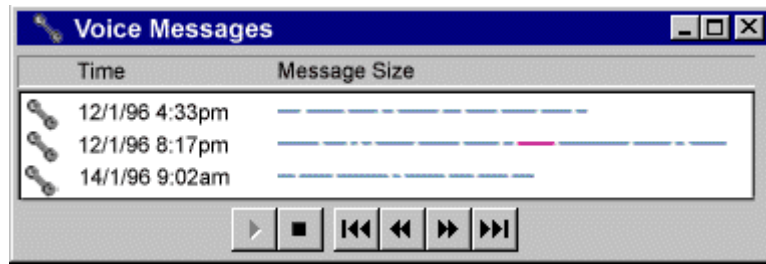 Voice Messages
Time Message Size
12/1/96 4:33pm
12/1/96 8:17pm
14/1/96 9:02am